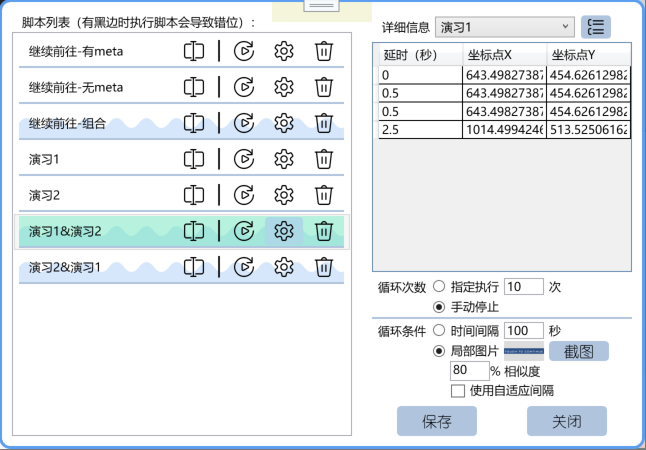 脚本列表（有黑边时执行脚本会导致错位）：
继续前往-有meta
继续前往-无meta
继续前往-组合
演习1
演习2
演习1&演习2
演习2&演习1
详细信息 演习1
延时（秒） 坐标点X 坐标点Y
0 643.49827387 454.62612982
0.5 643.49827387 454.62612982
0.5 643.49827387 454.62612982
2.5 1014.4994246 513.52506162
循环次数 指定执行 10 次
手动停止
循环条件 时间间隔 100 秒
局部图片 TOUCH TO CONTINUE 截图
80 % 相似度
使用自适应间隔
保存 关闭